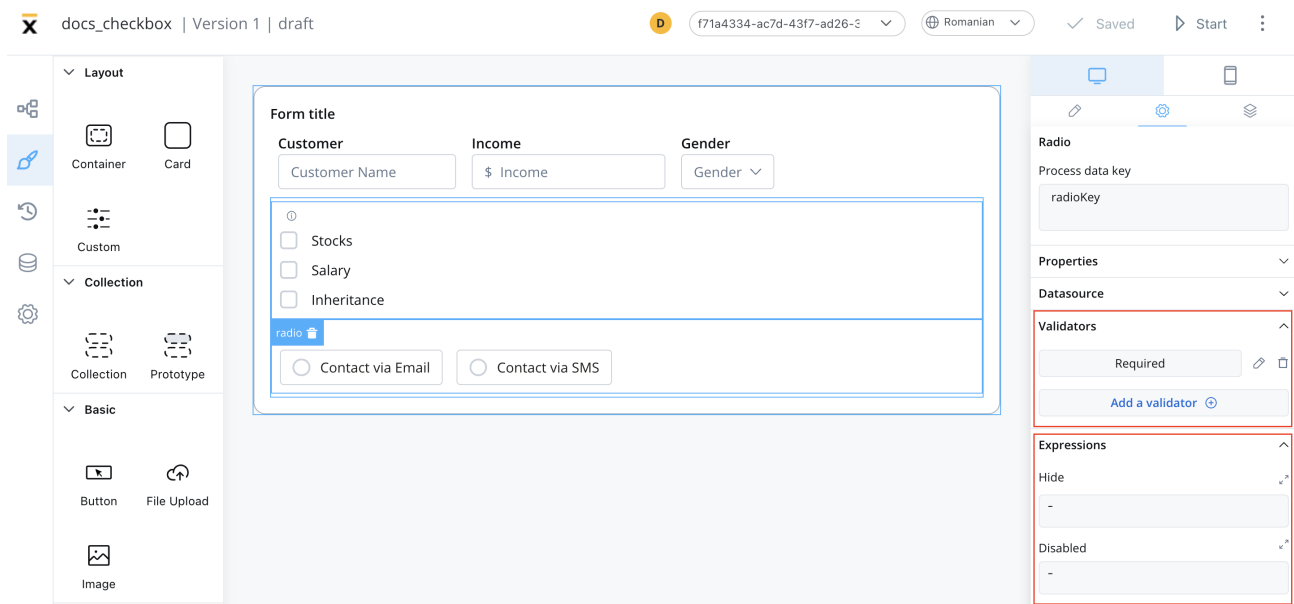 docs_checkbox | Version 1 | draft
D
f71a4334-ac7d-43f7-ad26-3
Romanian
Saved
Start
Layout
Container
Card
Custom
Collection
Collection
Prototype
Basic
Button
File Upload
Image
Form title
Customer
Income
Gender
Customer Name
$ Income
Gender
Stocks
Salary
Inheritance
radio
Contact via Email
Contact via SMS
Radio
Process data key
radioKey
Properties
Datasource
Validators
Required
Add a validator
Expressions
Hide
-
Disabled
-